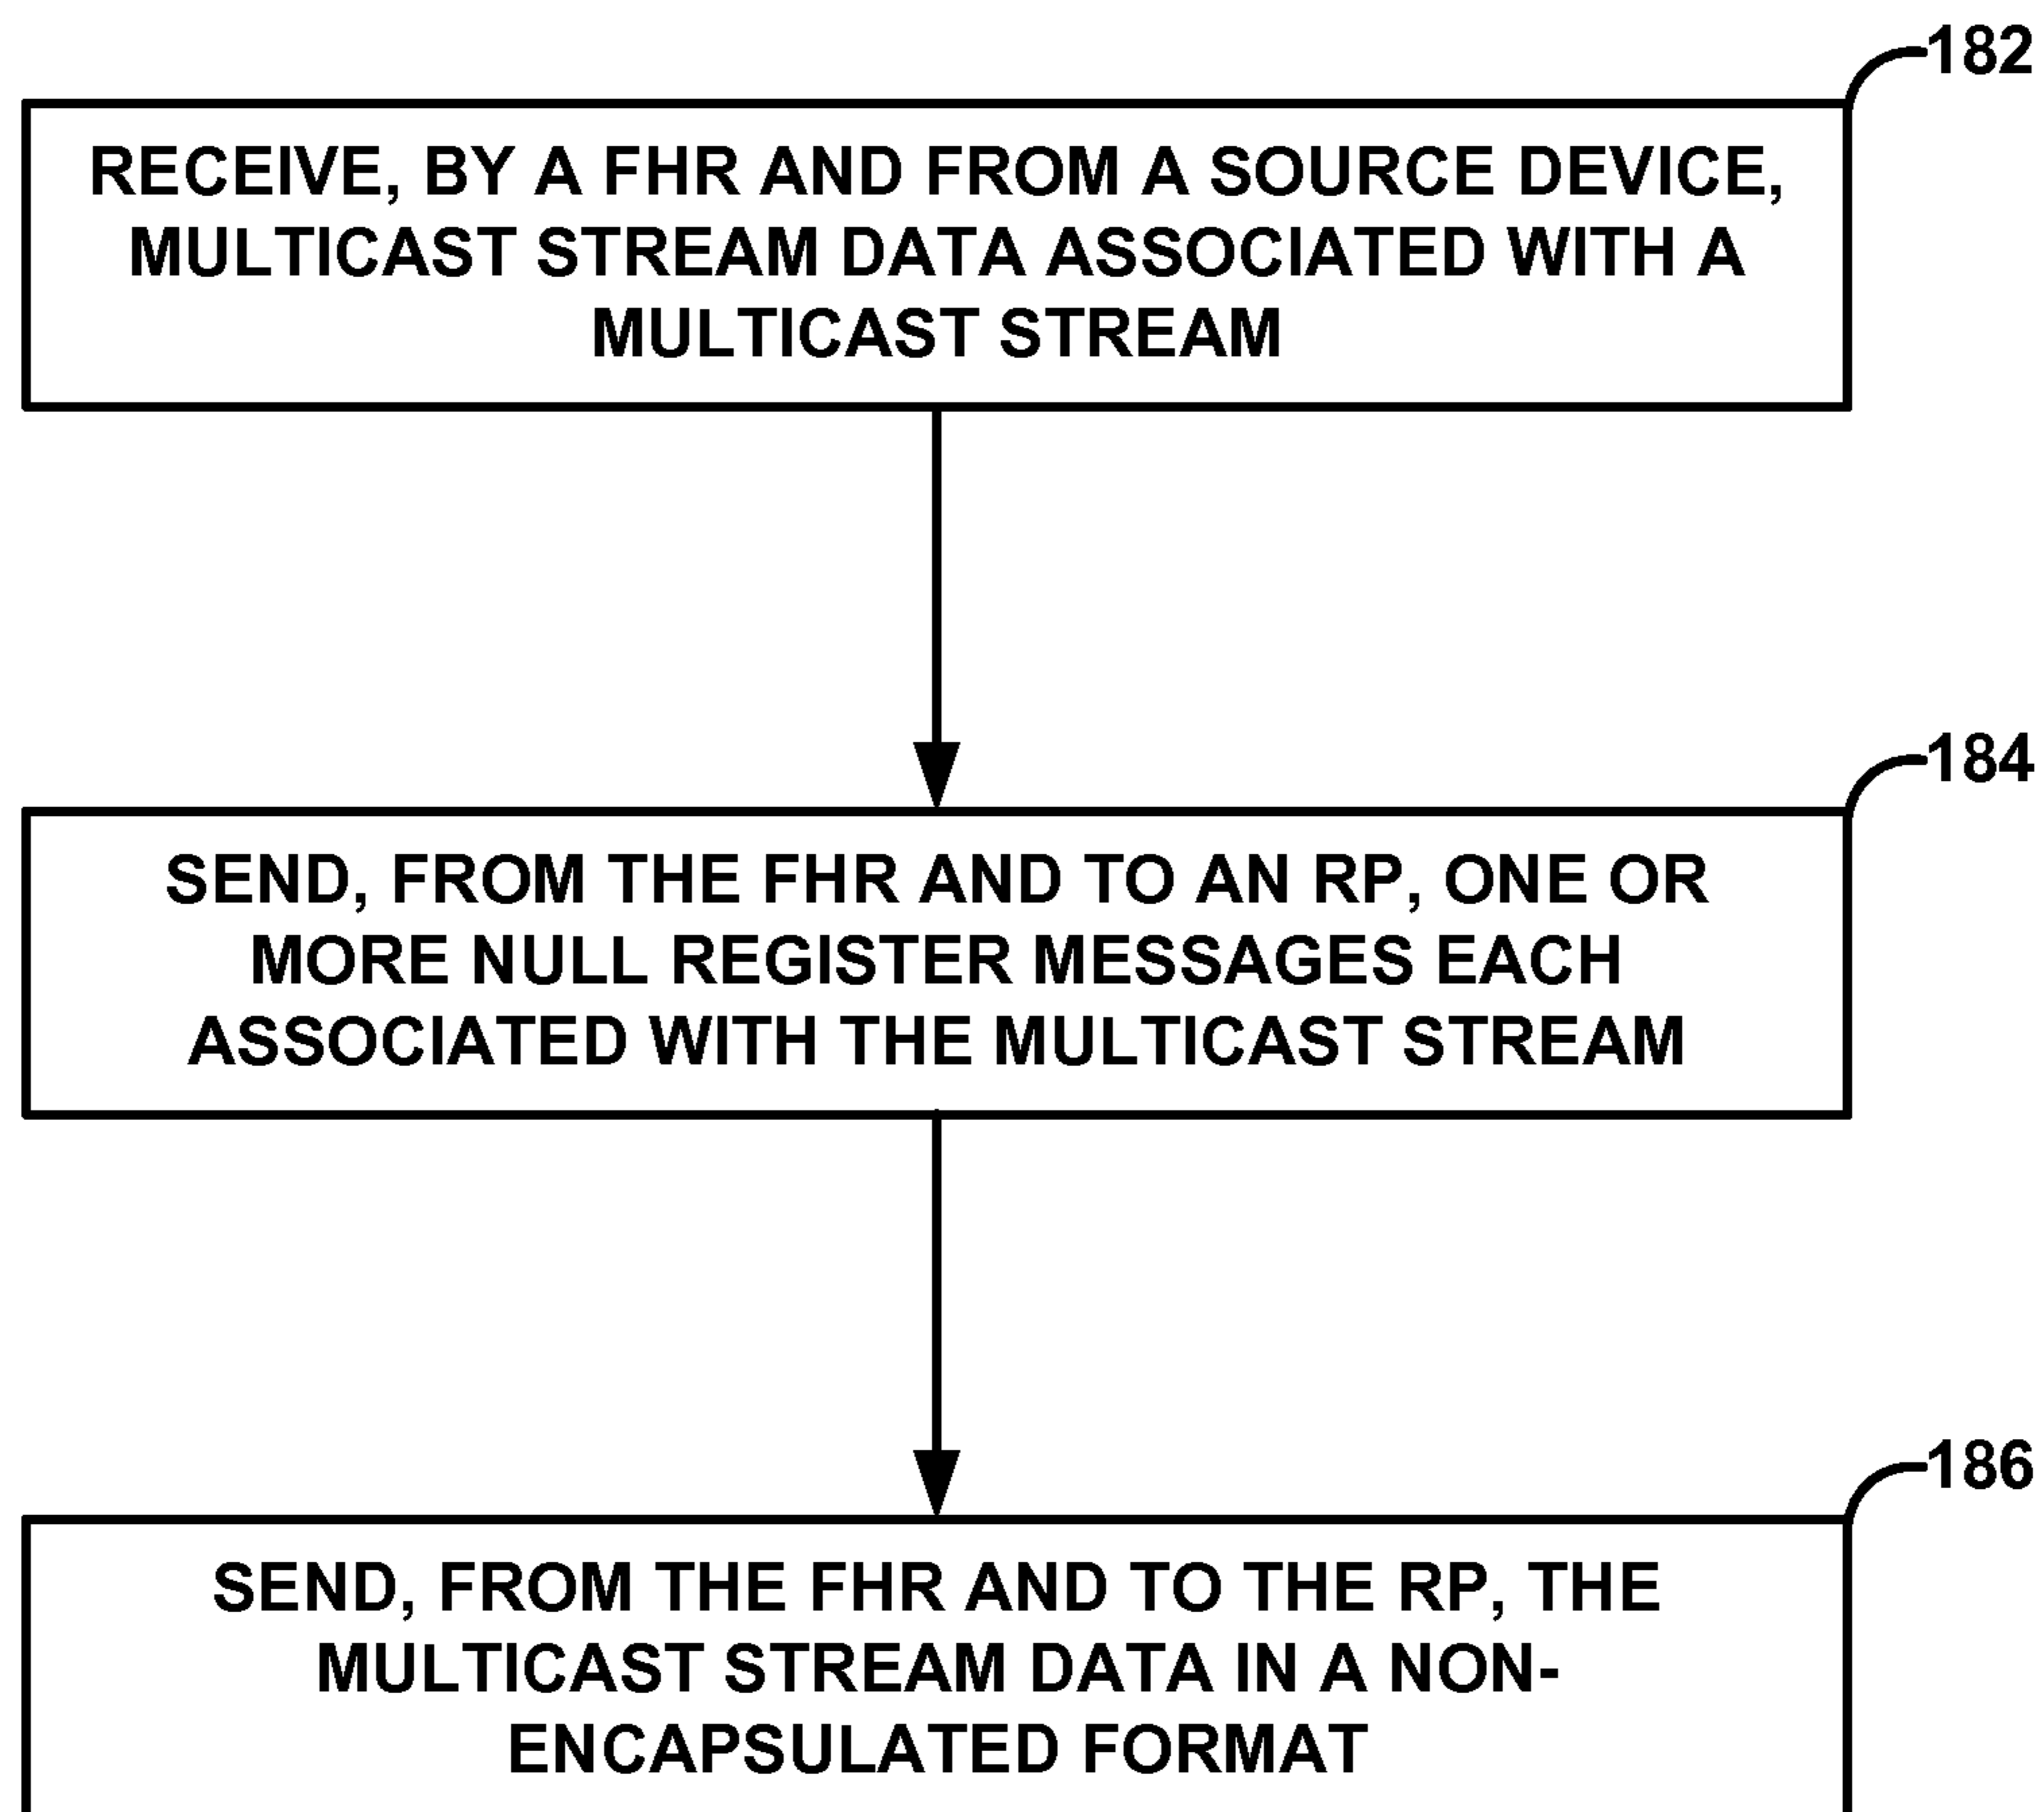 182
RECEIVE, BY A FHR AND FROM A SOURCE DEVICE,
MULTICAST STREAM DATA ASSOCIATED WITH A
MULTICAST STREAM
184
SEND, FROM THE FHR AND TO AN RP, ONE OR
MORE NULL REGISTER MESSAGES EACH
ASSOCIATED WITH THE MULTICAST STREAM
186
SEND, FROM THE FHR AND TO THE RP, THE
MULTICAST STREAM DATA IN A NON-
ENCAPSULATED FORMAT